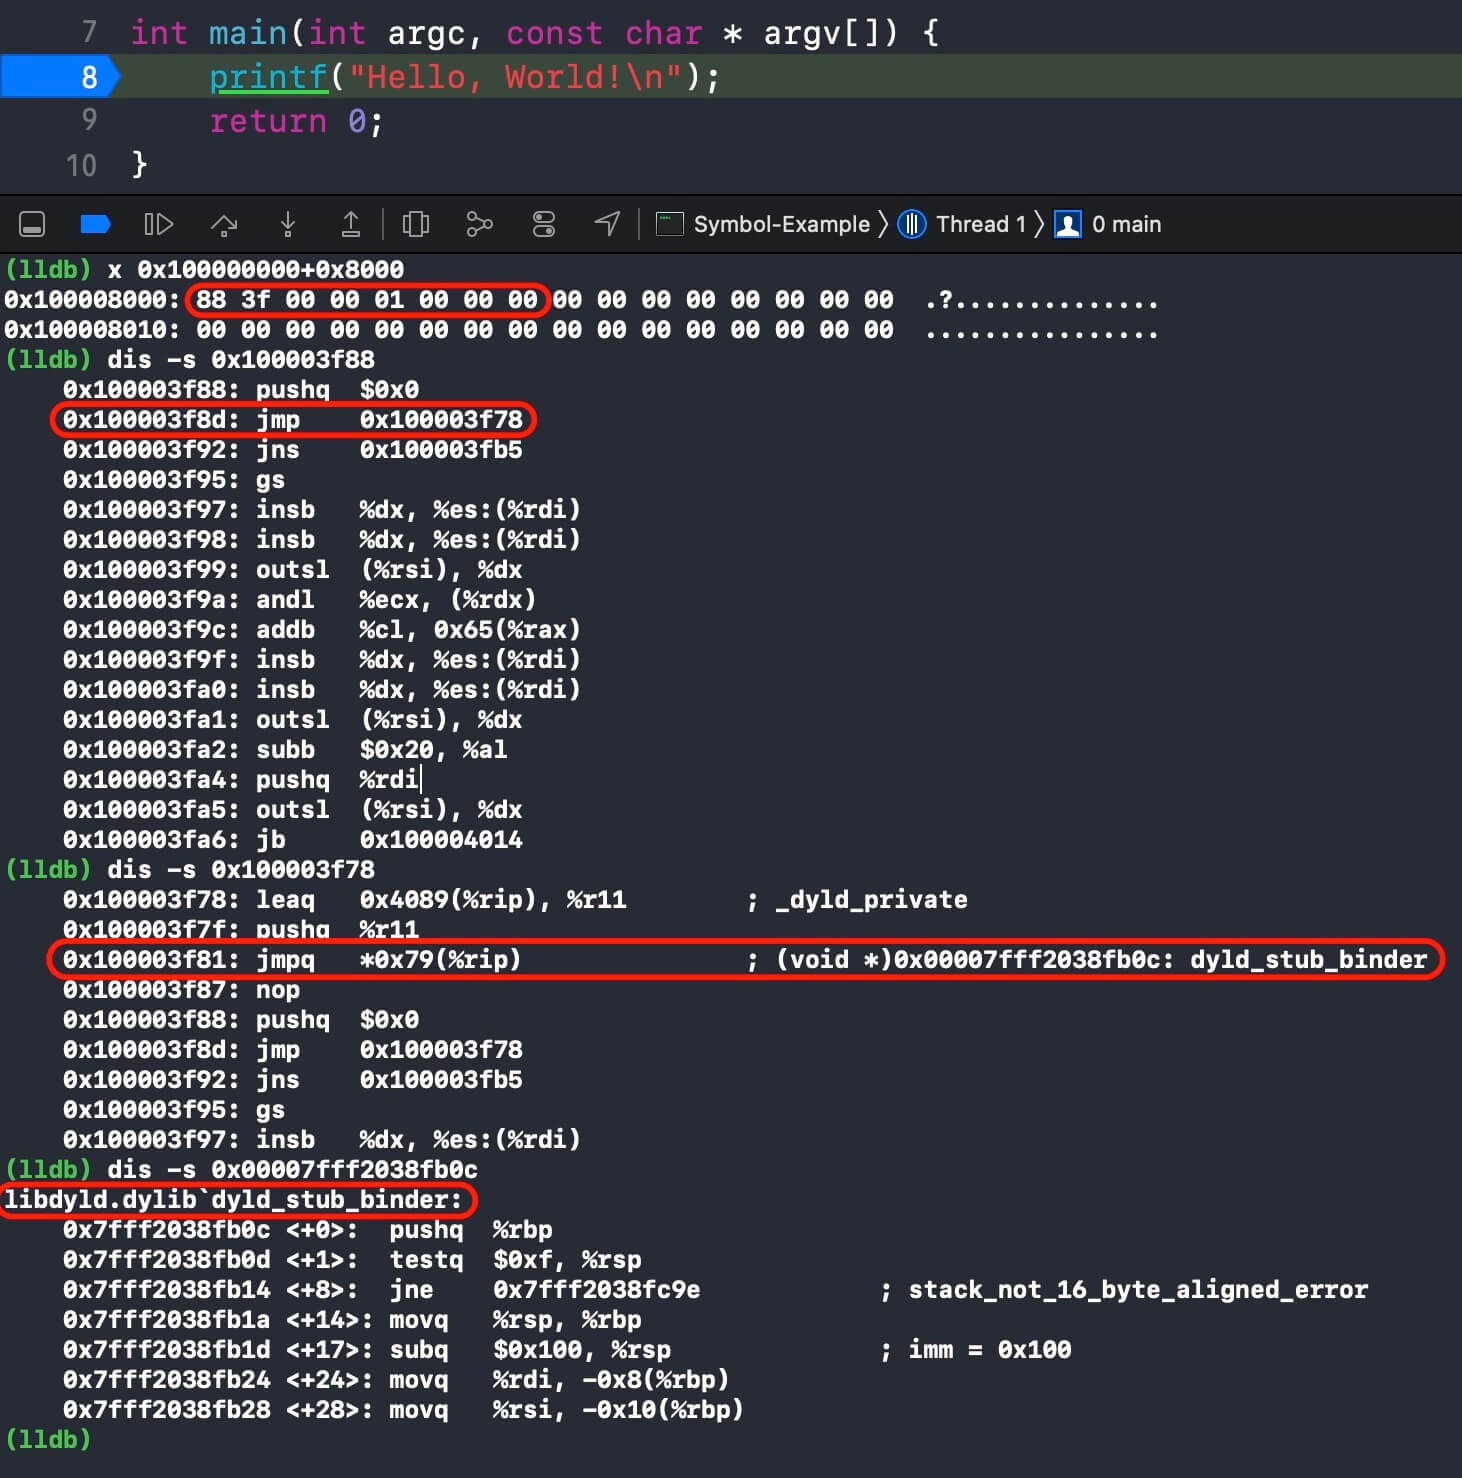 7 int main(int argc, const char * argv[]) {
8 printf("Hello, World!\n");
9 return 0;
10 }
Symbol-Example Thread 1 0 main
(lldb) x 0x100000000+0x8000
0x100008000: 88 3f 00 00 01 00 00 00 00 00 00 00 00 00 00 00 .?..............
0x100008010: 00 00 00 00 00 00 00 00 00 00 00 00 00 00 00 00 ................
(lldb) dis -s 0x100003f88
0x100003f88: pushq $0x0
0x100003f8d: jmp 0x100003f78
0x100003f92: jns 0x100003fb5
0x100003f95: gs
0x100003f97: insb %dx, %es:(%rdi)
0x100003f98: insb %dx, %es:(%rdi)
0x100003f99: outsl (%rsi), %dx
0x100003f9a: andl %ecx, (%rdx)
0x100003f9c: addb %cl, 0x65(%rax)
0x100003f9f: insb %dx, %es:(%rdi)
0x100003fa0: insb %dx, %es:(%rdi)
0x100003fa1: outsl (%rsi), %dx
0x100003fa2: subb $0x20, %al
0x100003fa4: pushq %rdi
0x100003fa5: outsl (%rsi), %dx
0x100003fa6: jb 0x100004014
(lldb) dis -s 0x100003f78
0x100003f78: leaq 0x4089(%rip), %r11 ; _dyld_private
0x100003f7f: pushq %r11
0x100003f81: jmpq *0x79(%rip) ; (void *)0x00007fff2038fb0c: dyld_stub_binder
0x100003f87: nop
0x100003f88: pushq $0x0
0x100003f8d: jmp 0x100003f78
0x100003f92: jns 0x100003fb5
0x100003f95: gs
0x100003f97: insb %dx, %es:(%rdi)
(lldb) dis -s 0x00007fff2038fb0c
libdyld.dylib`dyld_stub_binder:
0x7fff2038fb0c <+0>: pushq %rbp
0x7fff2038fb0d <+1>: testq $0xf, %rsp
0x7fff2038fb14 <+8>: jne 0x7fff2038fc9e ; stack_not_16_byte_aligned_error
0x7fff2038fb1a <+14>: movq %rsp, %rbp
0x7fff2038fb1d <+17>: subq $0x100, %rsp ; imm = 0x100
0x7fff2038fb24 <+24>: movq %rdi, -0x8(%rbp)
0x7fff2038fb28 <+28>: movq %rsi, -0x10(%rbp)
(lldb)